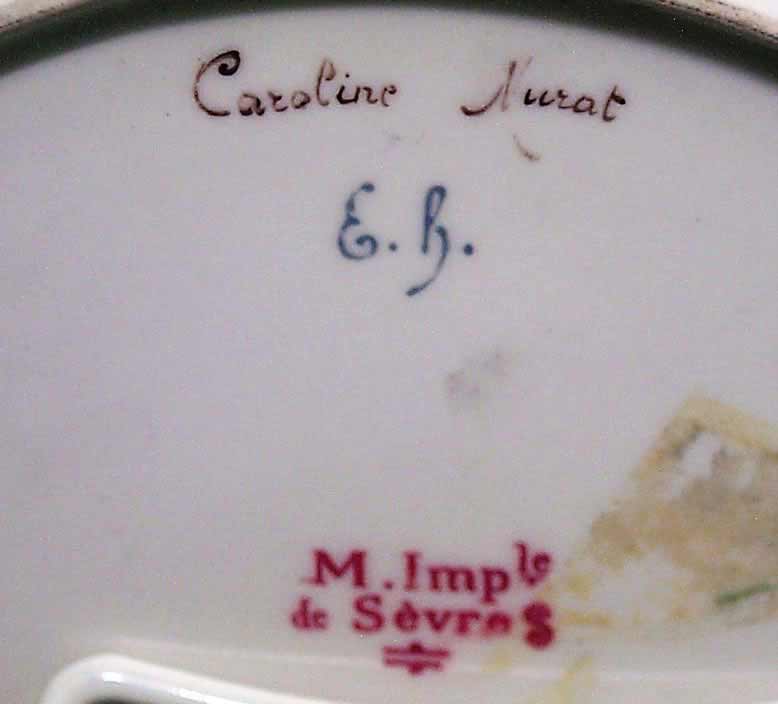 Caroline Murat
E. h.
M. Imple
de Sèvres